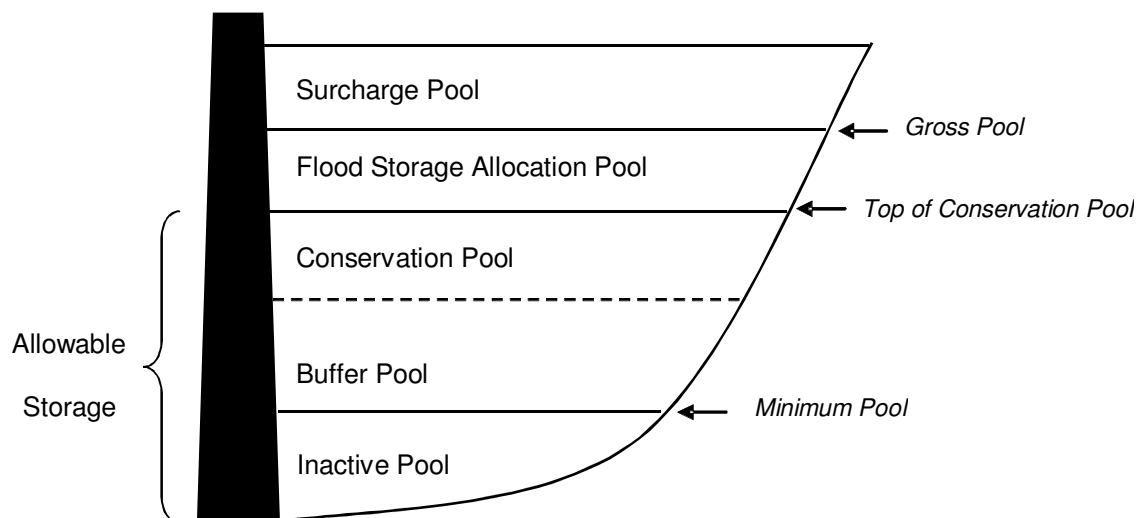 Surcharge Pool
Gross Pool
Flood Storage Allocation Pool
Top of Conservation Pool
Conservation Pool
Allowable
Storage
Buffer Pool
Minimum Pool
Inactive Pool